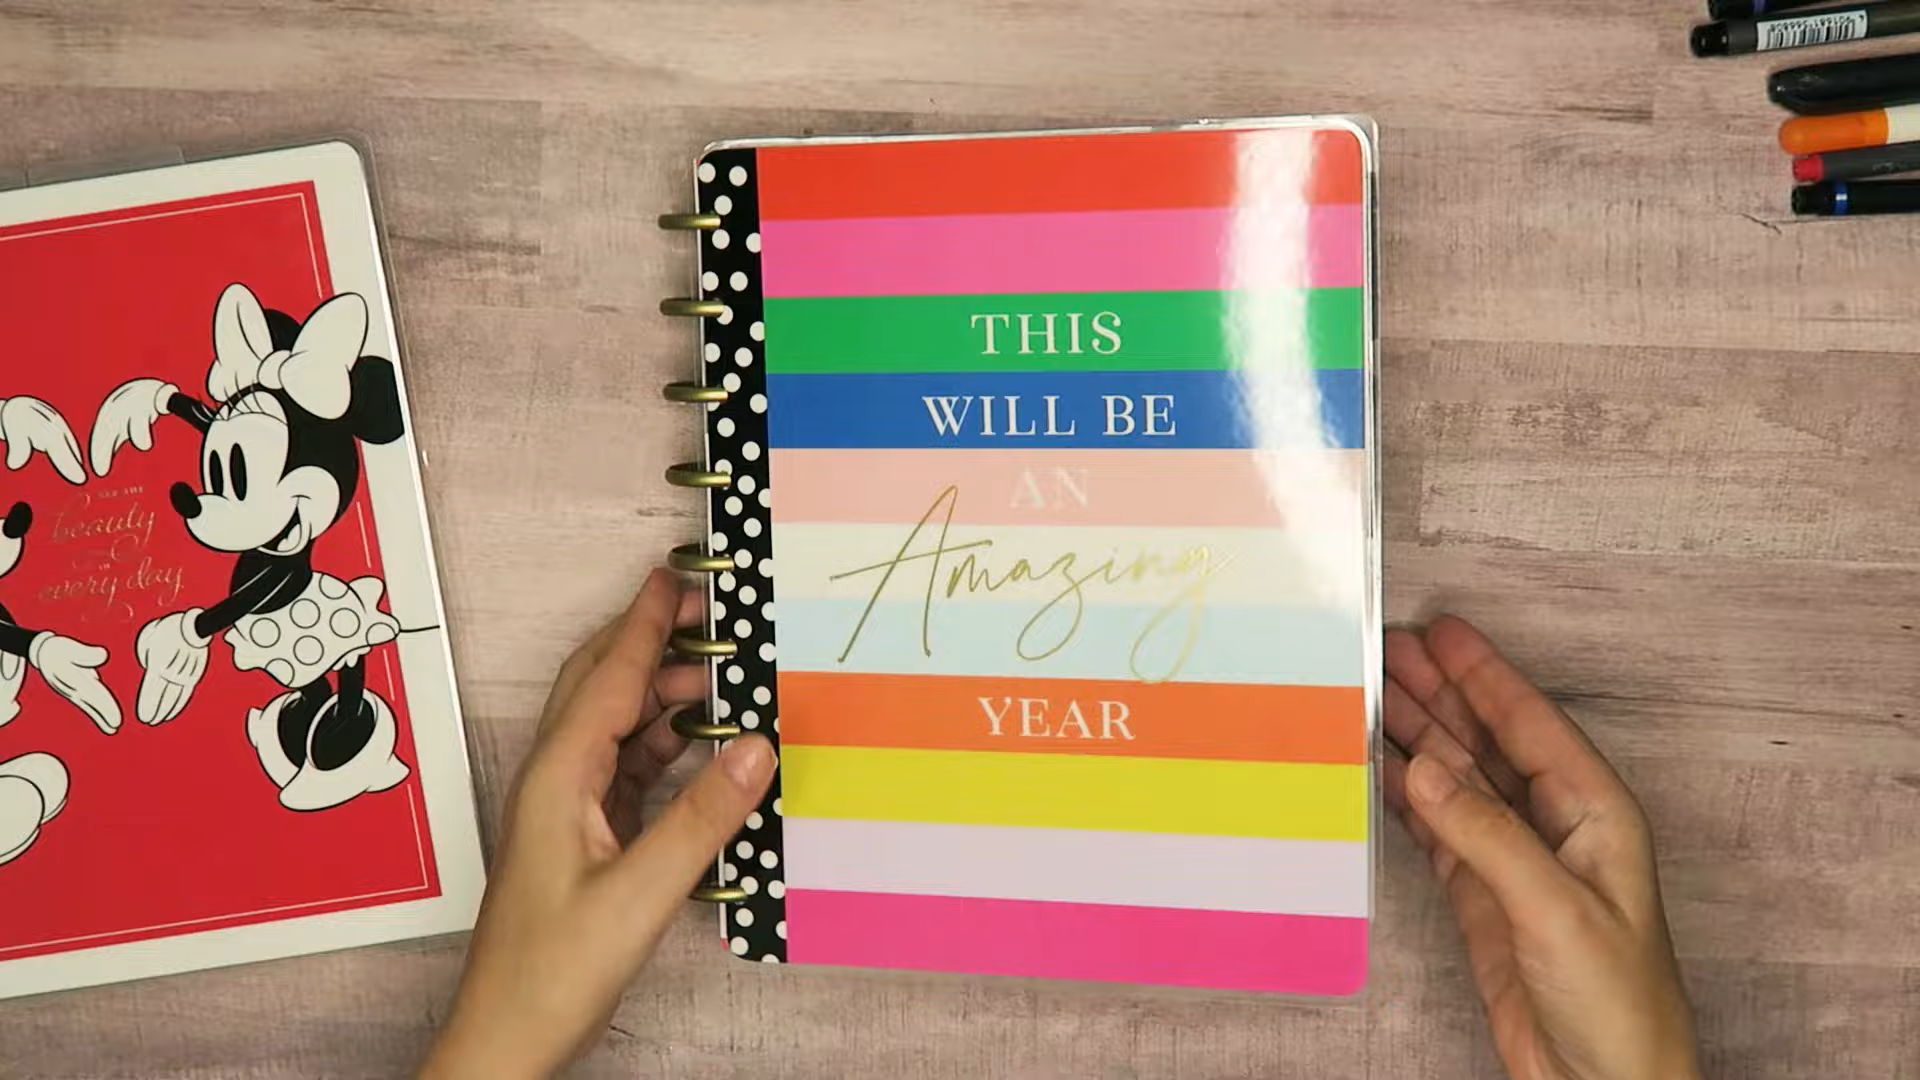 THIS
WILL BE
AN
Amazing
YEAR
beauty
every day